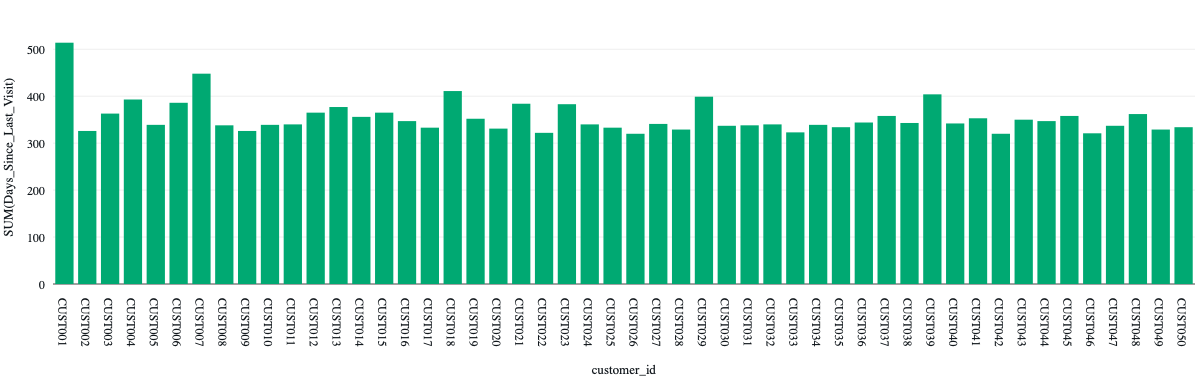 SUM(Days_Since_Last_Visit)
500
400
300
200
100
0
CUST001
CUST002
CUST003
CUST004
CUST005
CUST006
CUST007
CUST008
CUST009
CUST010
CUST011
CUST012
CUST013
CUST014
CUST015
CUST016
CUST017
CUST018
CUST019
CUST020
CUST021
CUST022
CUST023
CUST024
CUST025
CUST026
CUST027
CUST028
CUST029
CUST030
CUST031
CUST032
CUST033
CUST034
CUST035
CUST036
CUST037
CUST038
CUST039
CUST040
CUST041
CUST042
CUST043
CUST044
CUST045
CUST046
CUST047
CUST048
CUST049
CUST050
customer_id